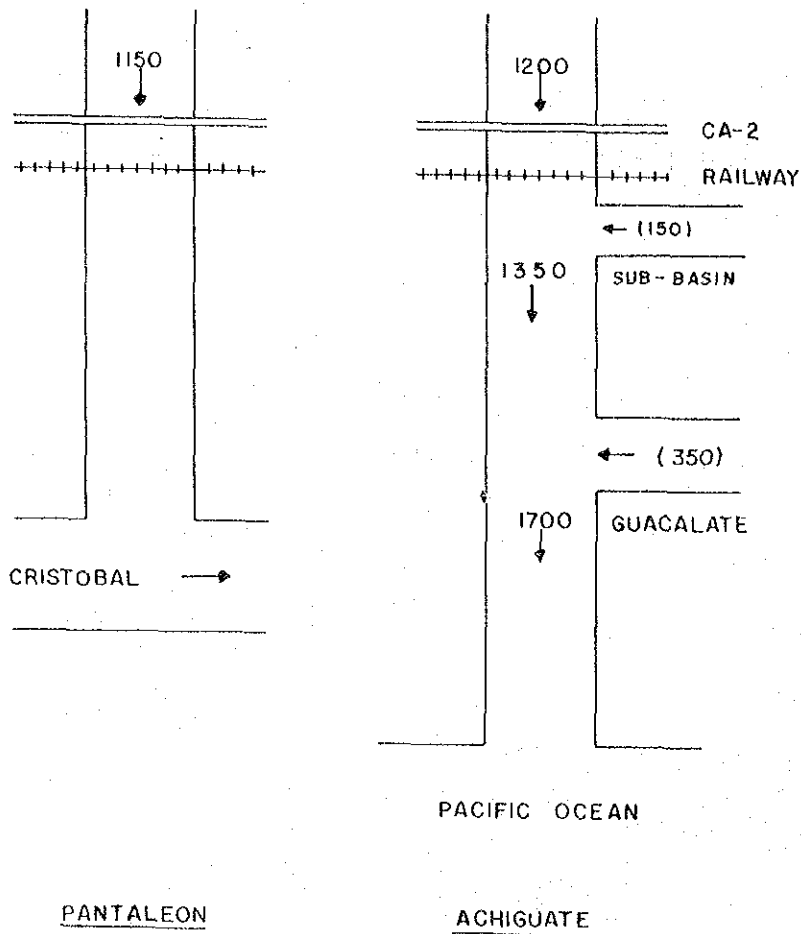 1150
1200
CA-2
RAILWAY
(150)
1350
SUB-BASIN
(350)
1700
GUACALATE
CRISTOBAL
PACIFIC OCEAN
PANTALEON
ACHIGUATE